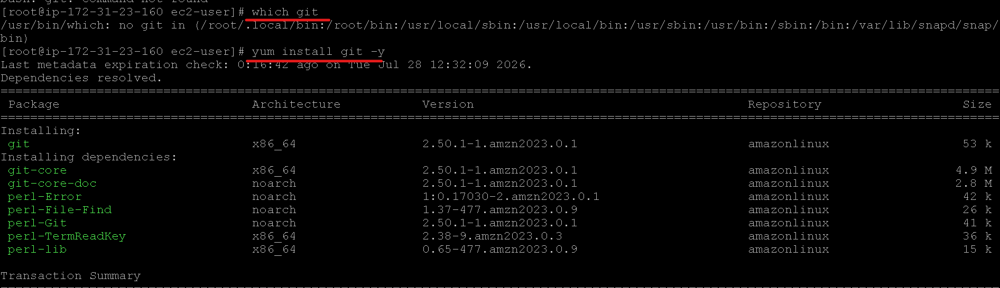 bash: git: command not found
[root@ip-172-31-23-160 ec2-user]# which git
/usr/bin/which: no git in (/root/.local/bin:/root/bin:/usr/local/sbin:/usr/local/bin:/usr/sbin:/usr/bin:/sbin:/bin:/var/lib/snapd/snap/
bin)
[root@ip-172-31-23-160 ec2-user]# yum install git -y
Last metadata expiration check: 0:16:42 ago on Tue Jul 28 12:32:09 2026.
Dependencies resolved.
Package Architecture Version Repository Size
Installing:
git x86_64 2.50.1-1.amzn2023.0.1 amazonlinux 53 k
Installing dependencies:
git-core x86_64 2.50.1-1.amzn2023.0.1 amazonlinux 4.9 M
git-core-doc noarch 2.50.1-1.amzn2023.0.1 amazonlinux 2.8 M
perl-Error noarch 1:0.17030-2.amzn2023.0.1 amazonlinux 42 k
perl-File-Find noarch 1.37-477.amzn2023.0.9 amazonlinux 26 k
perl-Git noarch 2.50.1-1.amzn2023.0.1 amazonlinux 41 k
perl-TermReadKey x86_64 2.38-9.amzn2023.0.3 amazonlinux 36 k
perl-lib x86_64 0.65-477.amzn2023.0.9 amazonlinux 15 k
Transaction Summary